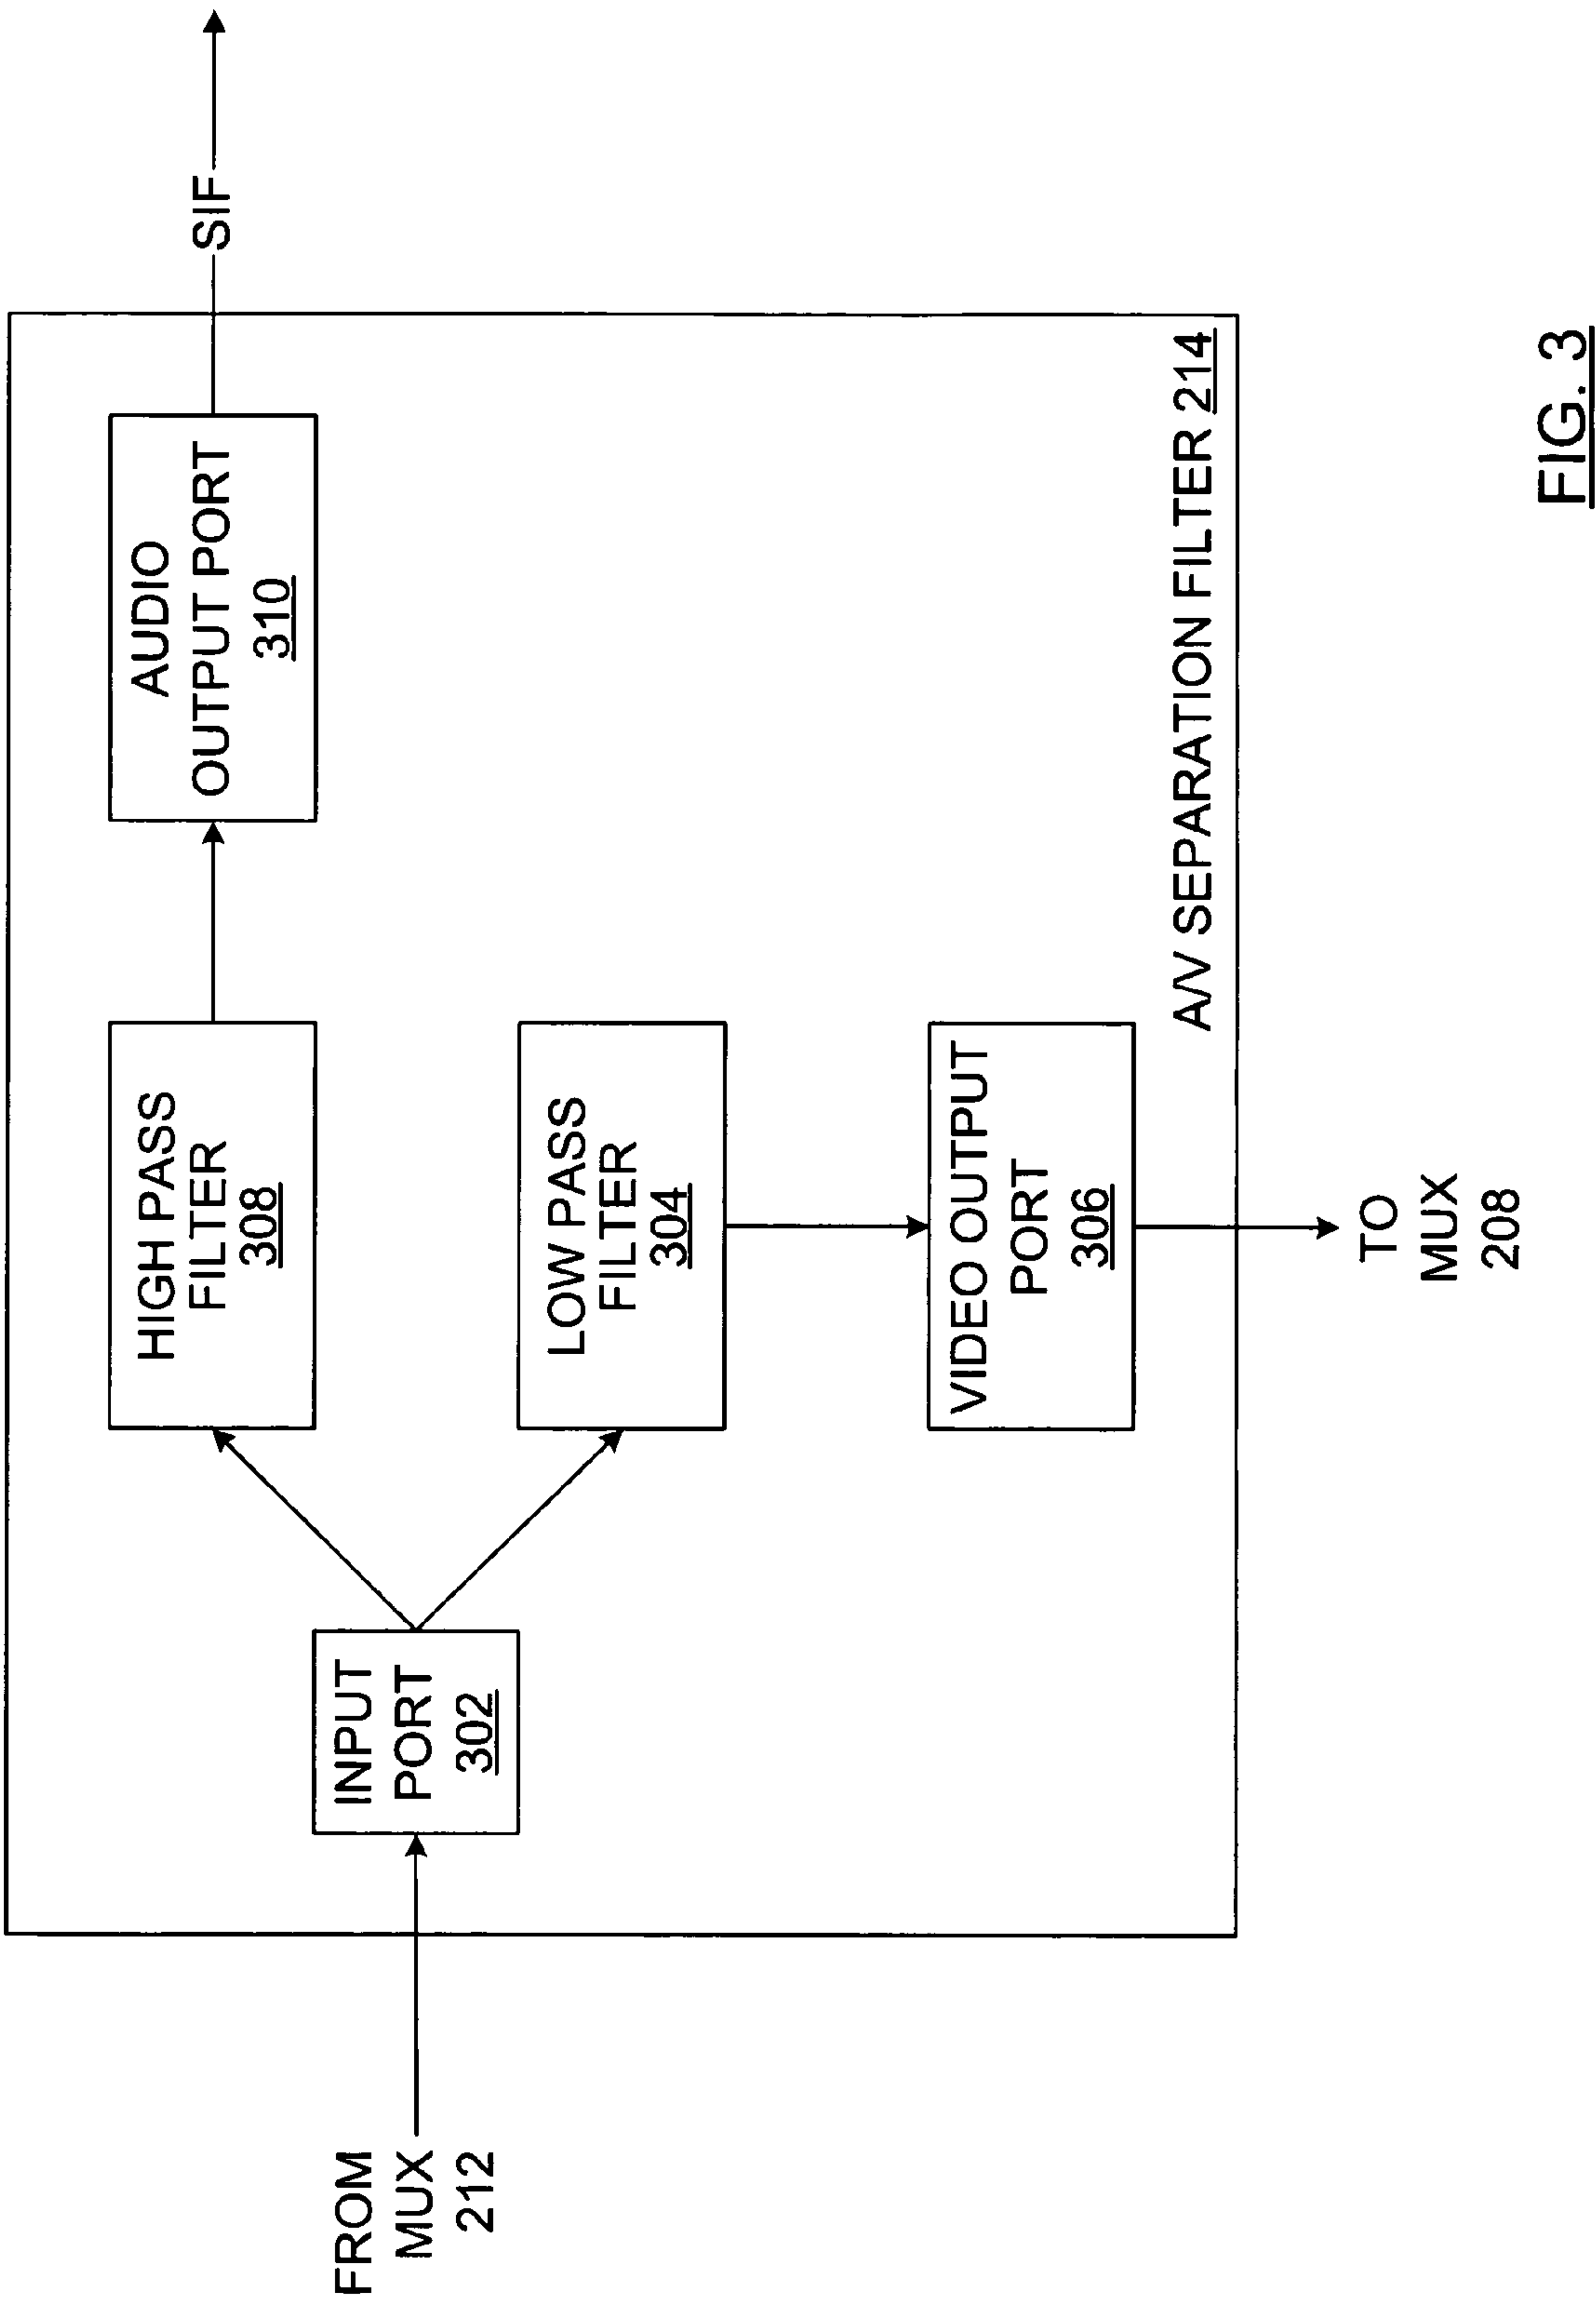 FROM
MUX
212
INPUT
PORT
302
HIGH PASS
FILTER
308
LOW PASS
FILTER
304
VIDEO OUTPUT
PORT
306
AUDIO
OUTPUT PORT
310
SIF
A/V SEPARATION FILTER 214
TO
MUX
208
FIG. 3